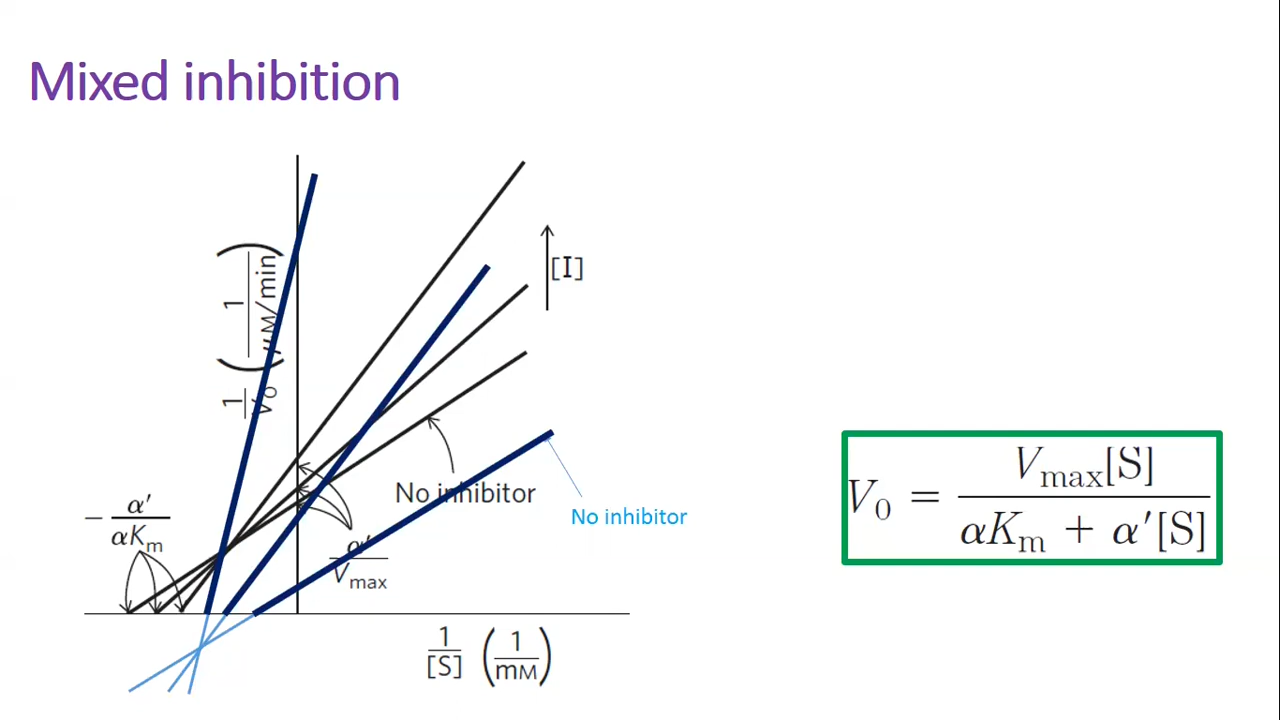 Mixed inhibition
( 1 / μM/min )
1 / V₀
[I]
No inhibitor
No inhibitor
− α′ / αKm
α′ / Vmax
1 / [S] ( 1 / mM )
V₀ = Vmax[S] / αKm + α′[S]